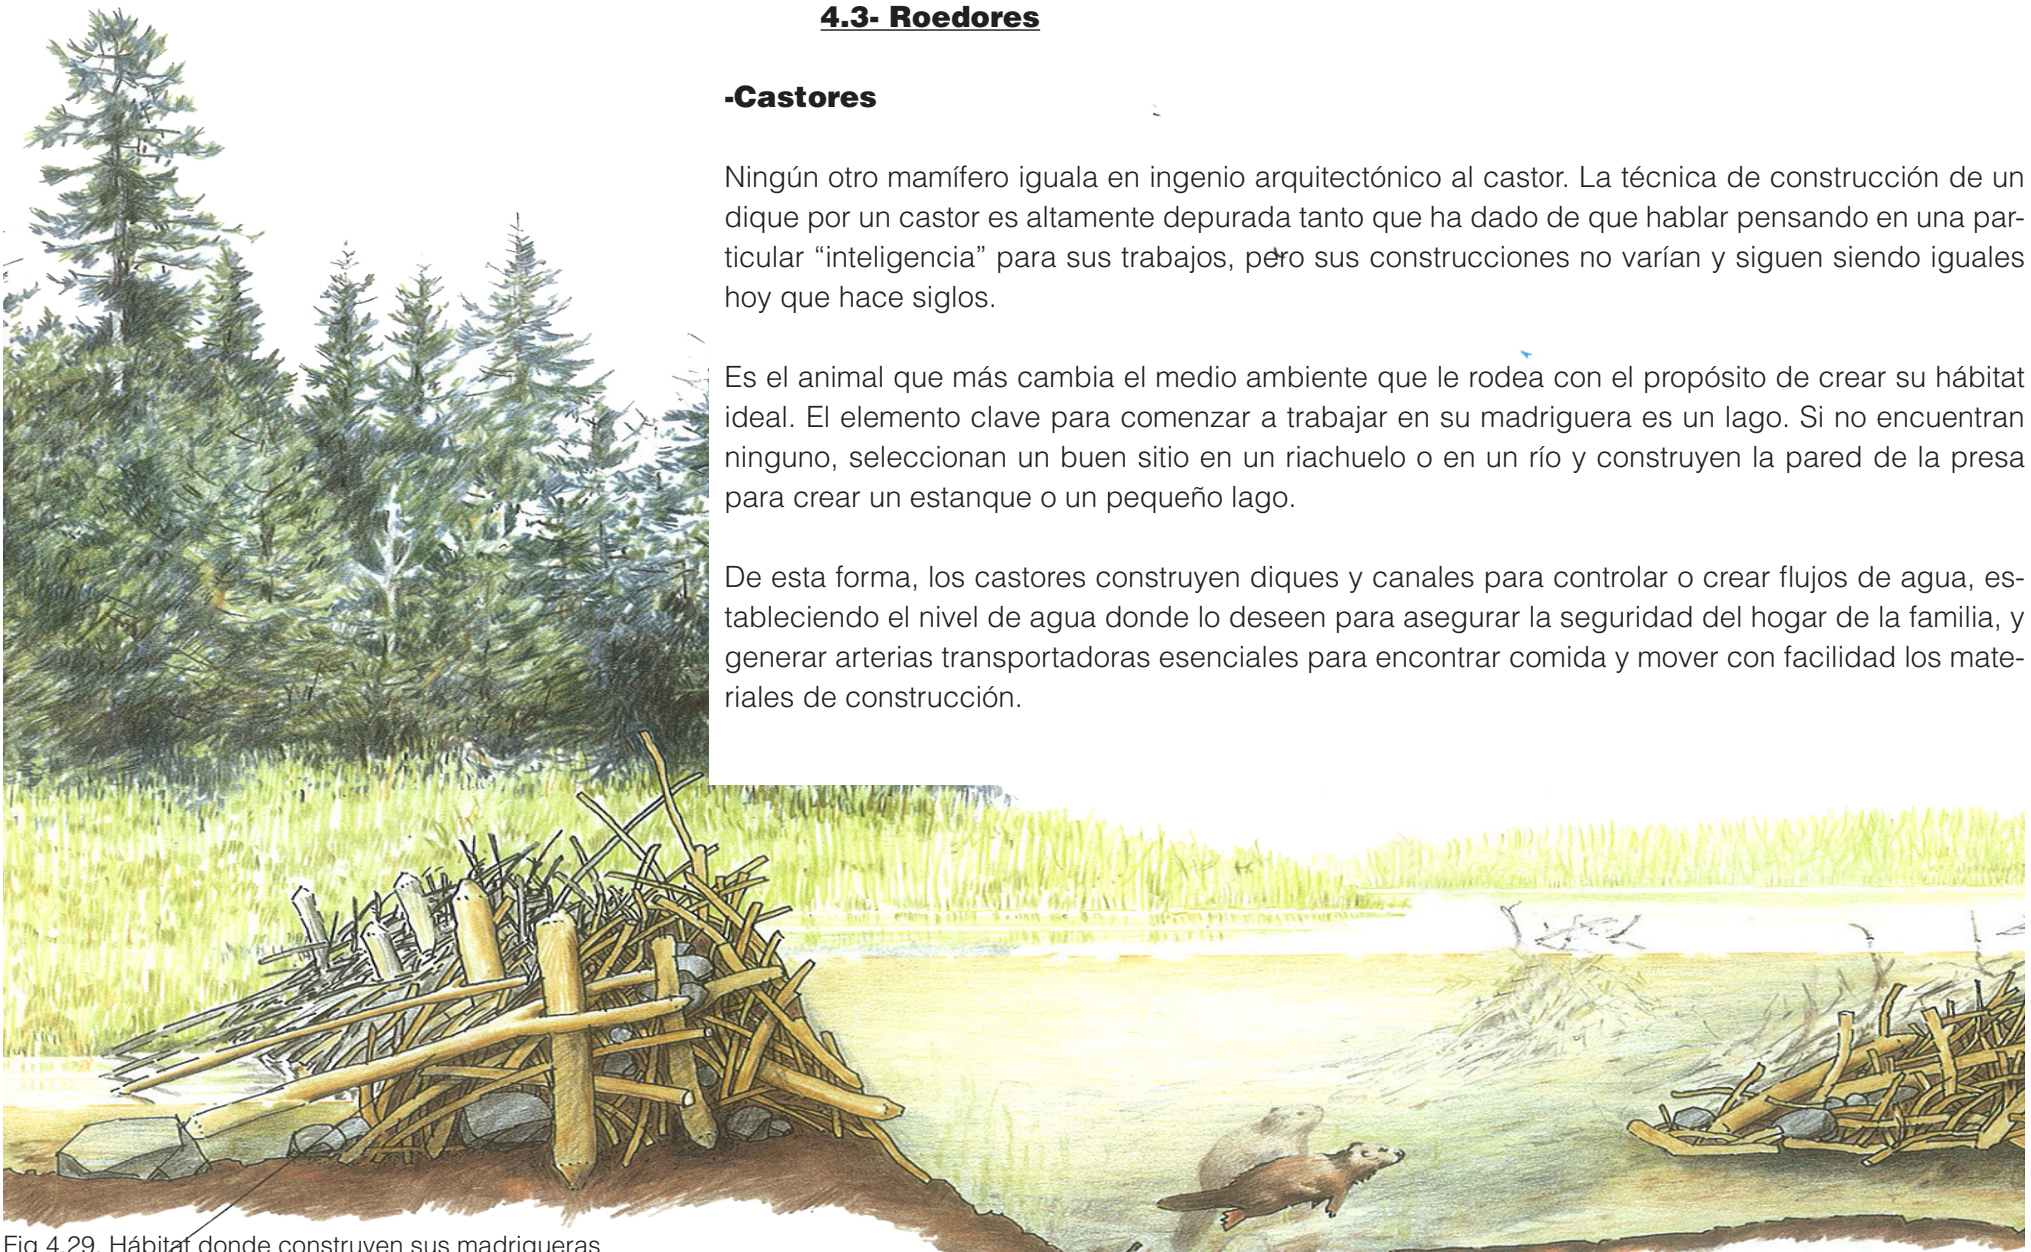 4.3- Roedores
-Castores
Ningún otro mamífero iguala en ingenio arquitectónico al castor. La técnica de construcción de un
dique por un castor es altamente depurada tanto que ha dado de que hablar pensando en una par-
ticular “inteligencia” para sus trabajos, pero sus construcciones no varían y siguen siendo iguales
hoy que hace siglos.
Es el animal que más cambia el medio ambiente que le rodea con el propósito de crear su hábitat
ideal. El elemento clave para comenzar a trabajar en su madriguera es un lago. Si no encuentran
ninguno, seleccionan un buen sitio en un riachuelo o en un río y construyen la pared de la presa
para crear un estanque o un pequeño lago.
De esta forma, los castores construyen diques y canales para controlar o crear flujos de agua, es-
tableciendo el nivel de agua donde lo deseen para asegurar la seguridad del hogar de la familia, y
generar arterias transportadoras esenciales para encontrar comida y mover con facilidad los mate-
riales de construcción.
Fig 4.29. Hábitat donde construyen sus madrigueras